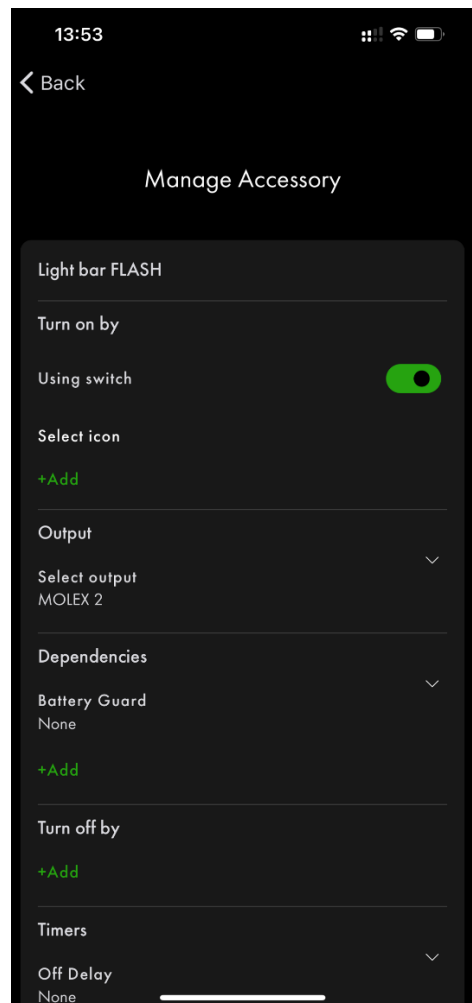 13:53
Back
Manage Accessory
Light bar FLASH
Turn on by
Using switch
Select icon
+Add
Output
Select output
MOLEX 2
Dependencies
Battery Guard
None
+Add
Turn off by
+Add
Timers
Off Delay
None